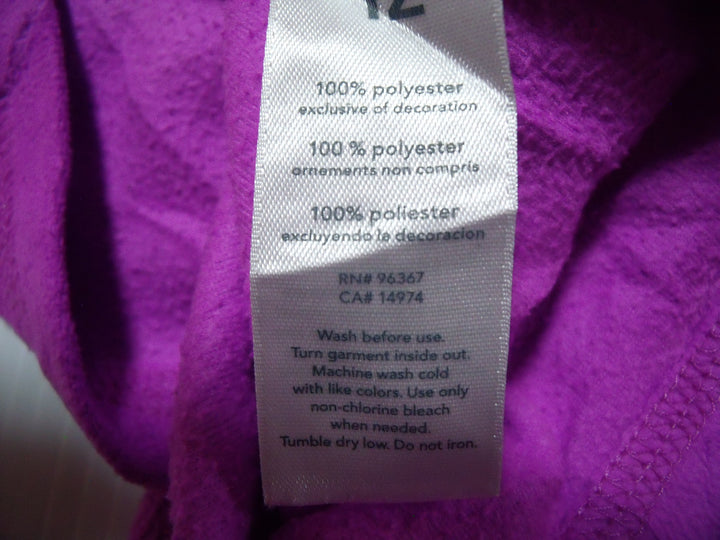 12
100% polyester
exclusive of decoration
100 % polyester
ornements non compris
100% poliester
excluyendo la decoracion
RN# 96367
CA# 14974
Wash before use.
Turn garment inside out.
Machine wash cold
with like colors. Use only
non-chlorine bleach
when needed.
Tumble dry low. Do not iron.